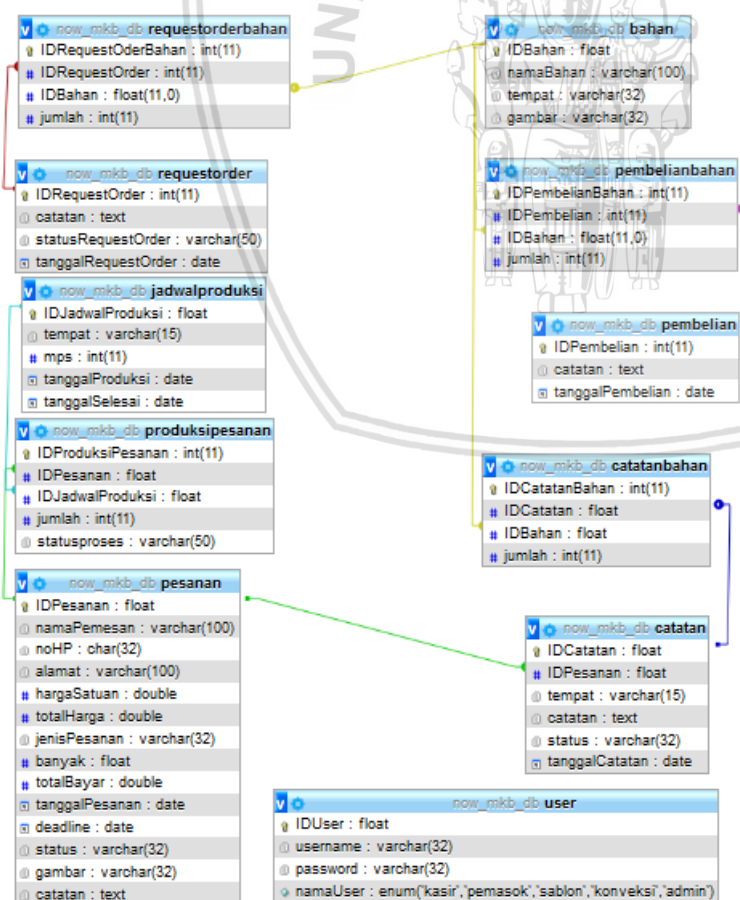 now_mkb_db requestorderbahan
IDRequestOderBahan : int(11)
IDRequestOrder : int(11)
IDBahan : float(11,0)
jumlah : int(11)
now_mkb_db requestorder
IDRequestOrder : int(11)
catatan : text
statusRequestOrder : varchar(50)
tanggalRequestOrder : date
now_mkb_db jadwalproduksi
IDJadwalProduksi : float
tempat : varchar(15)
mps : int(11)
tanggalProduksi : date
tanggalSelesai : date
now_mkb_db produksipesanan
IDProduksiPesanan : int(11)
IDPesanan : float
IDJadwalProduksi : float
jumlah : int(11)
statusproses : varchar(50)
now_mkb_db pesanan
IDPesanan : float
namaPemesan : varchar(100)
noHP : char(32)
alamat : varchar(100)
hargaSatuan : double
totalHarga : double
jenisPesanan : varchar(32)
banyak : float
totalBayar : double
tanggalPesanan : date
deadline : date
status : varchar(32)
gambar : varchar(32)
catatan : text
UN
now_mkb_db bahan
IDBahan : float
namaBahan : varchar(100)
tempat : varchar(32)
gambar : varchar(32)
now_mkb_db pembelianbahan
IDPembelianBahan : int(11)
IDPembelian : int(11)
IDBahan : float(11,0)
jumlah : int(11)
now_mkb_db pembelian
IDPembelian : int(11)
catatan : text
tanggalPembelian : date
now_mkb_db catatanbahan
IDCatatanBahan : int(11)
IDCatatan : float
IDBahan : float
jumlah : int(11)
now_mkb_db catatan
IDCatatan : float
IDPesanan : float
tempat : varchar(15)
catatan : text
status : varchar(32)
tanggalCatatan : date
now_mkb_db user
IDUser : float
username : varchar(32)
password : varchar(32)
namaUser : enum('kasir','pemasok','sablon','konveksi','admin')